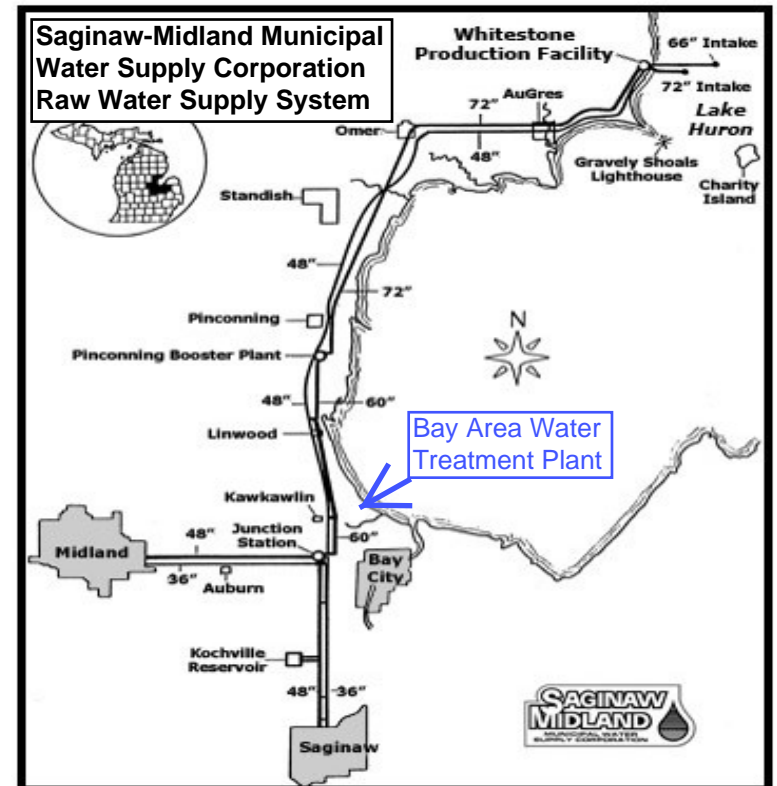 Saginaw-Midland Municipal
Water Supply Corporation
Raw Water Supply System
Whitestone
Production Facility
66" Intake
72" Intake
Lake
Huron
AuGres
72"
48"
Omer
Gravely Shoals
Lighthouse
Charity
Island
Standish
48"
72"
Pinconning
N
Pinconning Booster Plant
48"
60"
Linwood
Bay Area Water
Treatment Plant
Kawkawlin
Junction
Station
60"
48"
Midland
36"
Auburn
Bay
City
Kochville
Reservoir
48"
36"
Saginaw
SAGINAW
MIDLAND
MUNICIPAL WATER
SUPPLY CORPORATION